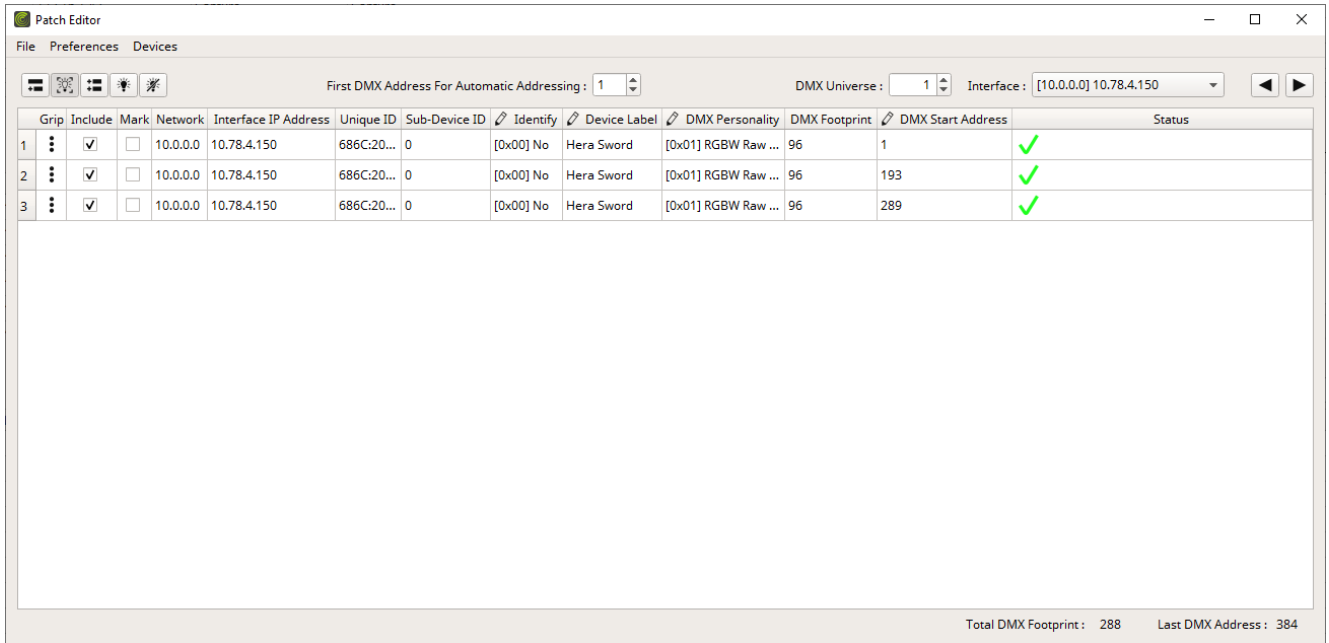 Patch Editor
File Preferences Devices
First DMX Address For Automatic Addressing : 1 DMX Universe : 1 Interface : [10.0.0.0] 10.78.4.150
Grip Include Mark Network Interface IP Address Unique ID Sub-Device ID Identify Device Label DMX Personality DMX Footprint DMX Start Address Status
1 10.0.0.0 10.78.4.150 686C:20... 0 [0x00] No Hera Sword [0x01] RGBW Raw ... 96 1
2 10.0.0.0 10.78.4.150 686C:20... 0 [0x00] No Hera Sword [0x01] RGBW Raw ... 96 193
3 10.0.0.0 10.78.4.150 686C:20... 0 [0x00] No Hera Sword [0x01] RGBW Raw ... 96 289
Total DMX Footprint : 288 Last DMX Address : 384